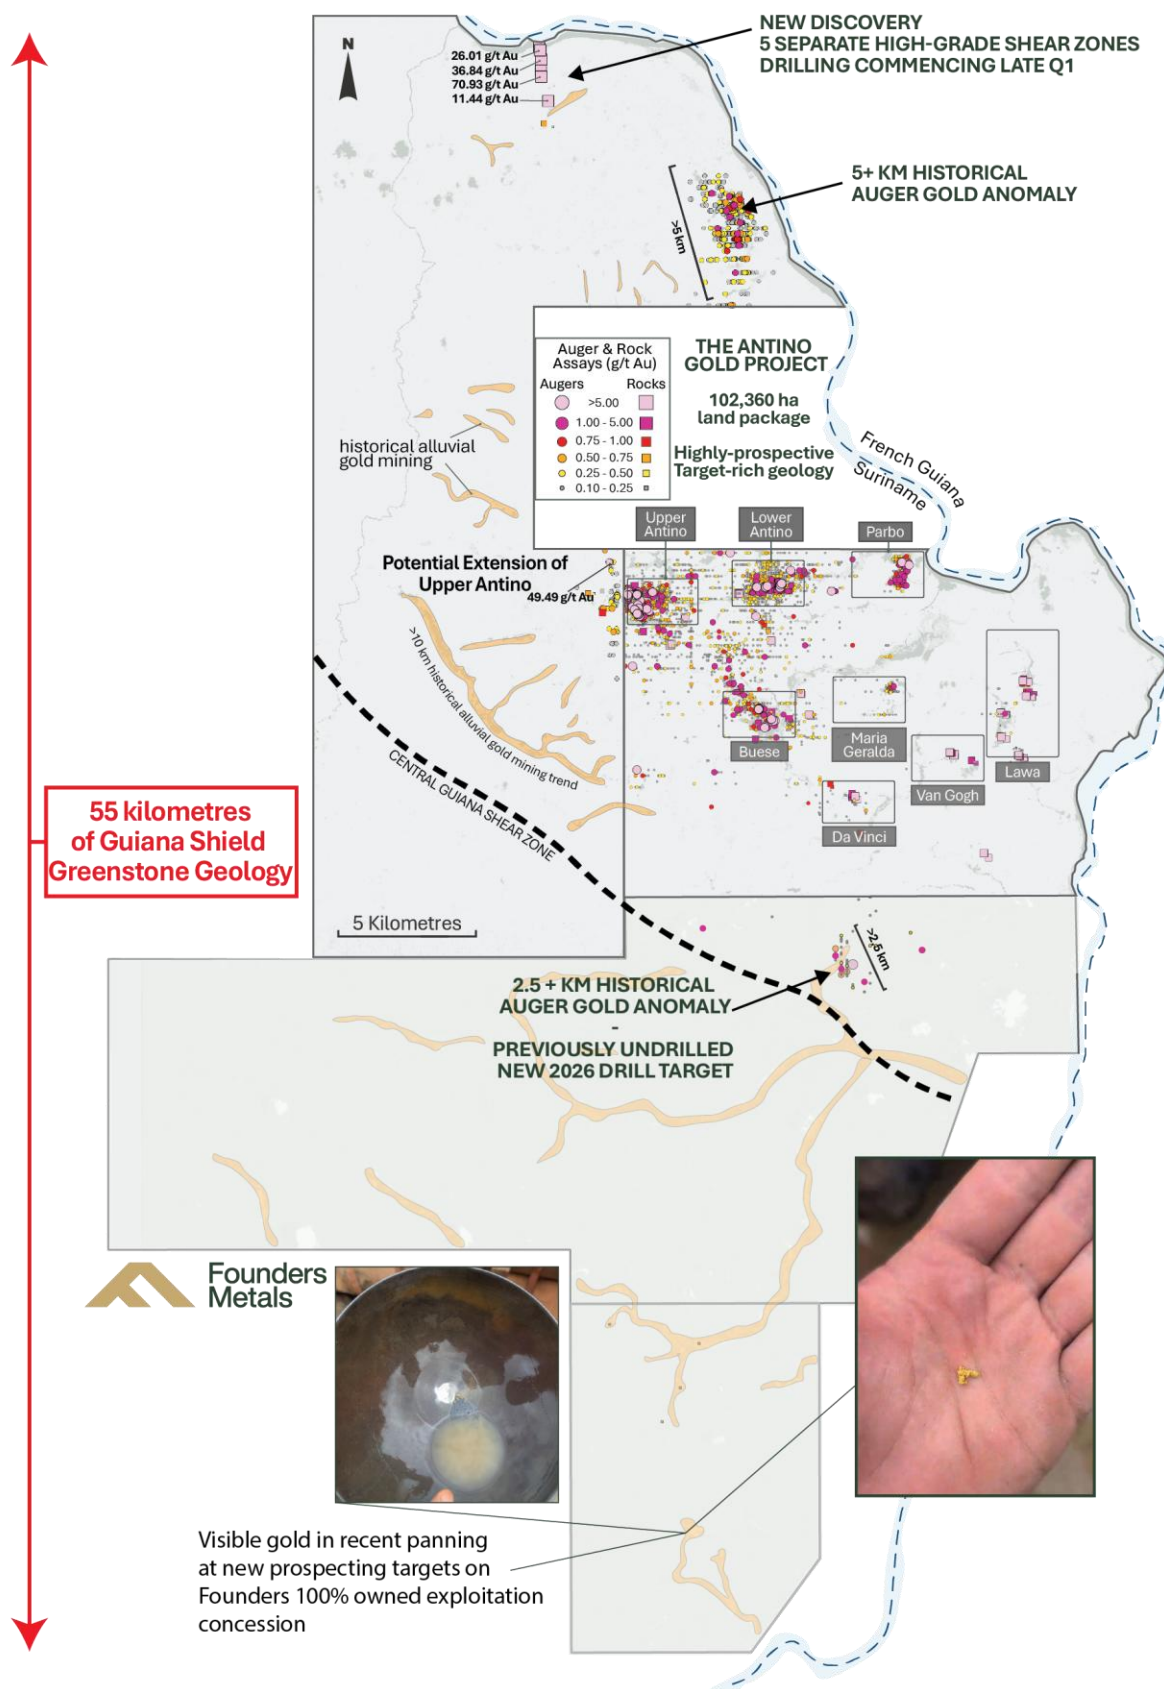 NEW DISCOVERY
5 SEPARATE HIGH-GRADE SHEAR ZONES
DRILLING COMMENCING LATE Q1
N
26.01 g/t Au
36.84 g/t Au
70.93 g/t Au
11.44 g/t Au
5+ KM HISTORICAL
AUGER GOLD ANOMALY
>5 km
Auger & Rock
Assays (g/t Au)
Augers Rocks
>5.00
1.00 - 5.00
0.75 - 1.00
0.50 - 0.75
0.25 - 0.50
0.10 - 0.25
THE ANTINO
GOLD PROJECT
102,360 ha
land package
Highly-prospective
Target-rich geology
French Guiana
Suriname
historical alluvial
gold mining
Upper
Antino
Lower
Antino
Parbo
Potential Extension of
Upper Antino
49.49 g/t Au
>10 km historical alluvial gold mining trend
CENTRAL GUIANA SHEAR ZONE
Buese
Maria
Geralda
Van Gogh
Lawa
Da Vinci
55 kilometres
of Guiana Shield
Greenstone Geology
5 Kilometres
>2.5 km
2.5 + KM HISTORICAL
AUGER GOLD ANOMALY
-
PREVIOUSLY UNDRILLED
NEW 2026 DRILL TARGET
Founders
Metals
Visible gold in recent panning
at new prospecting targets on
Founders 100% owned exploitation
concession